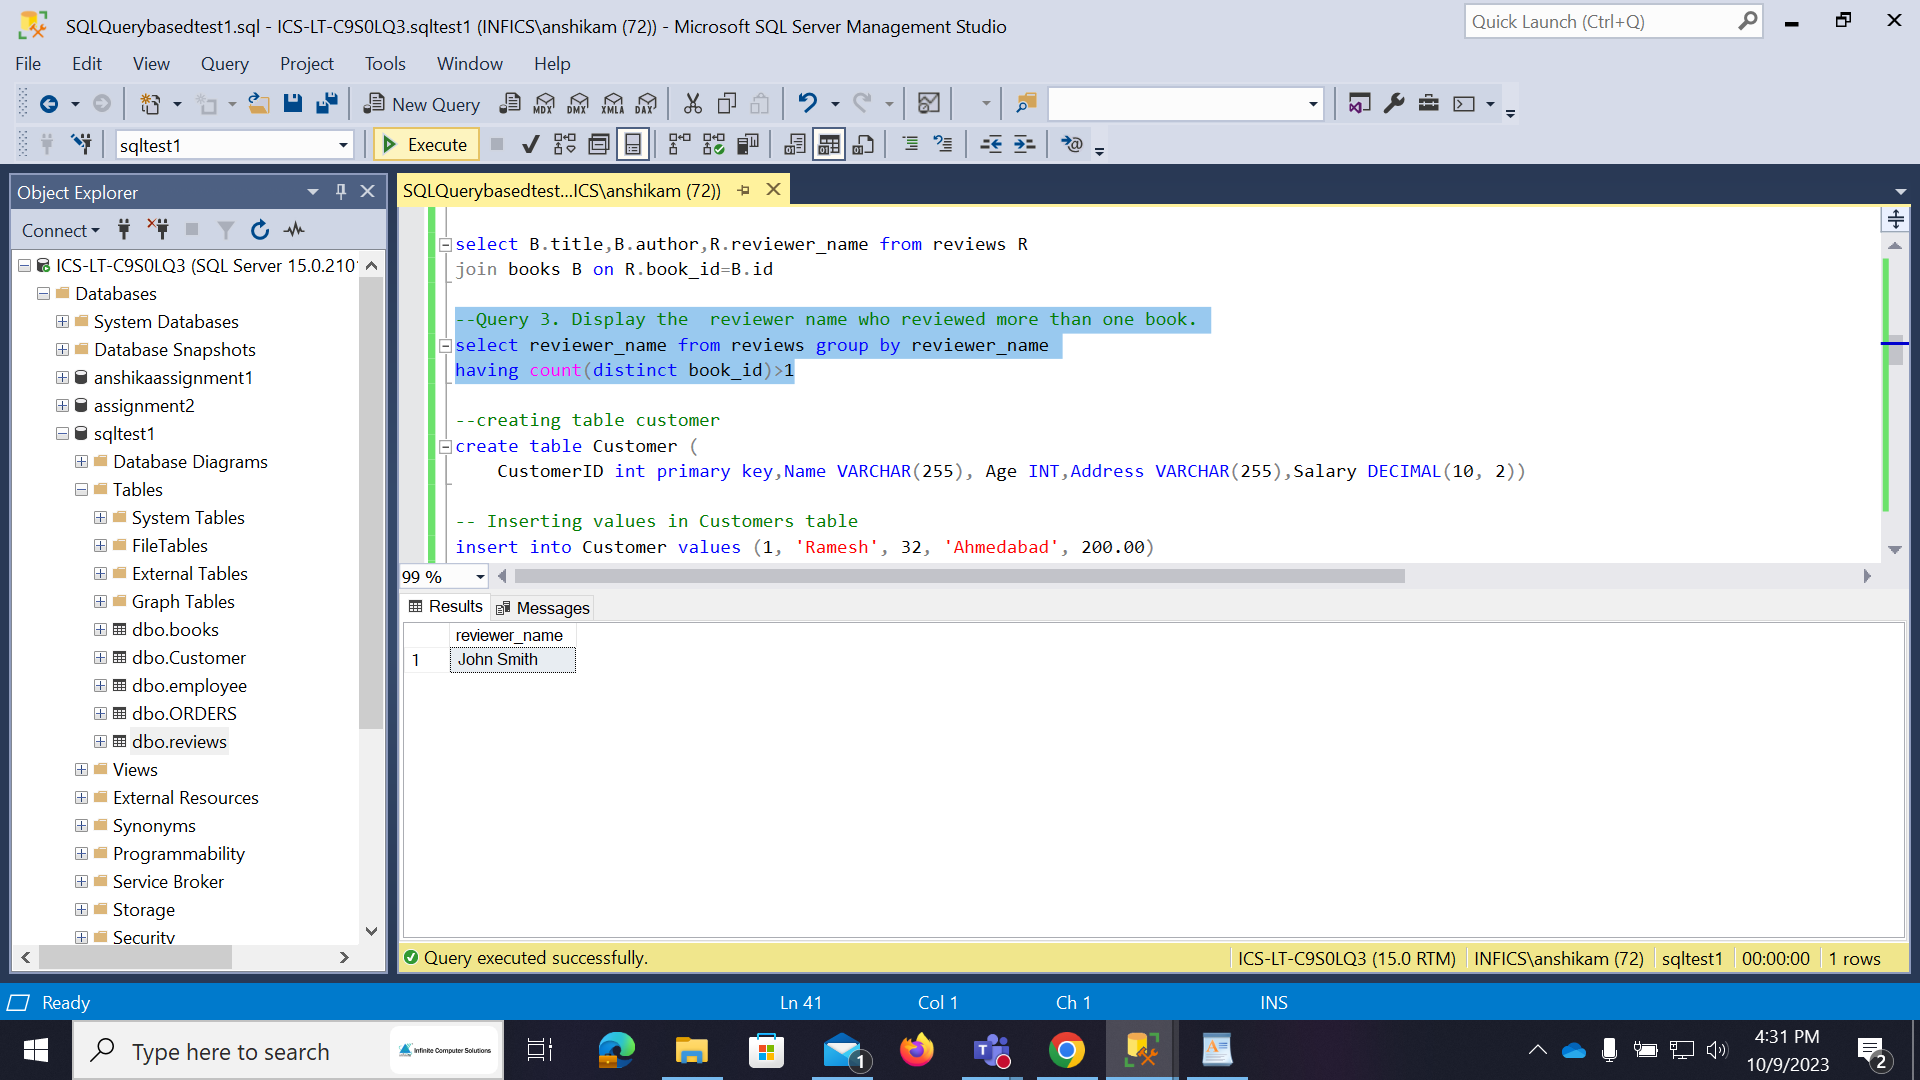 SQLQuerybasedtest1.sql - ICS-LT-C9S0LQ3.sqltest1 (INFICS\anshikam (72)) - Microsoft SQL Server Management Studio
Quick Launch (Ctrl+Q)
File Edit View Query Project Tools Window Help
New Query MDX DMX XMLA DAX
sqltest1 Execute
Object Explorer
Connect
ICS-LT-C9S0LQ3 (SQL Server 15.0.210
Databases
System Databases
Database Snapshots
anshikaassignment1
assignment2
sqltest1
Database Diagrams
Tables
System Tables
FileTables
External Tables
Graph Tables
dbo.books
dbo.Customer
dbo.employee
dbo.ORDERS
dbo.reviews
Views
External Resources
Synonyms
Programmability
Service Broker
Storage
Security
SQLQuerybasedtest...ICS\anshikam (72))
select B.title,B.author,R.reviewer_name from reviews R
join books B on R.book_id=B.id
--Query 3. Display the  reviewer name who reviewed more than one book.
select reviewer_name from reviews group by reviewer_name
having count(distinct book_id)>1
--creating table customer
create table Customer (
CustomerID int primary key,Name VARCHAR(255), Age INT,Address VARCHAR(255),Salary DECIMAL(10, 2))
-- Inserting values in Customers table
insert into Customer values (1, 'Ramesh', 32, 'Ahmedabad', 200.00)
99 %
Results Messages
reviewer_name
1 John Smith
Query executed successfully. ICS-LT-C9S0LQ3 (15.0 RTM) INFICS\anshikam (72) sqltest1 00:00:00 1 rows
Ready Ln 41 Col 1 Ch 1 INS
Type here to search Infinite Computer Solutions
1
4:31 PM
10/9/2023
2